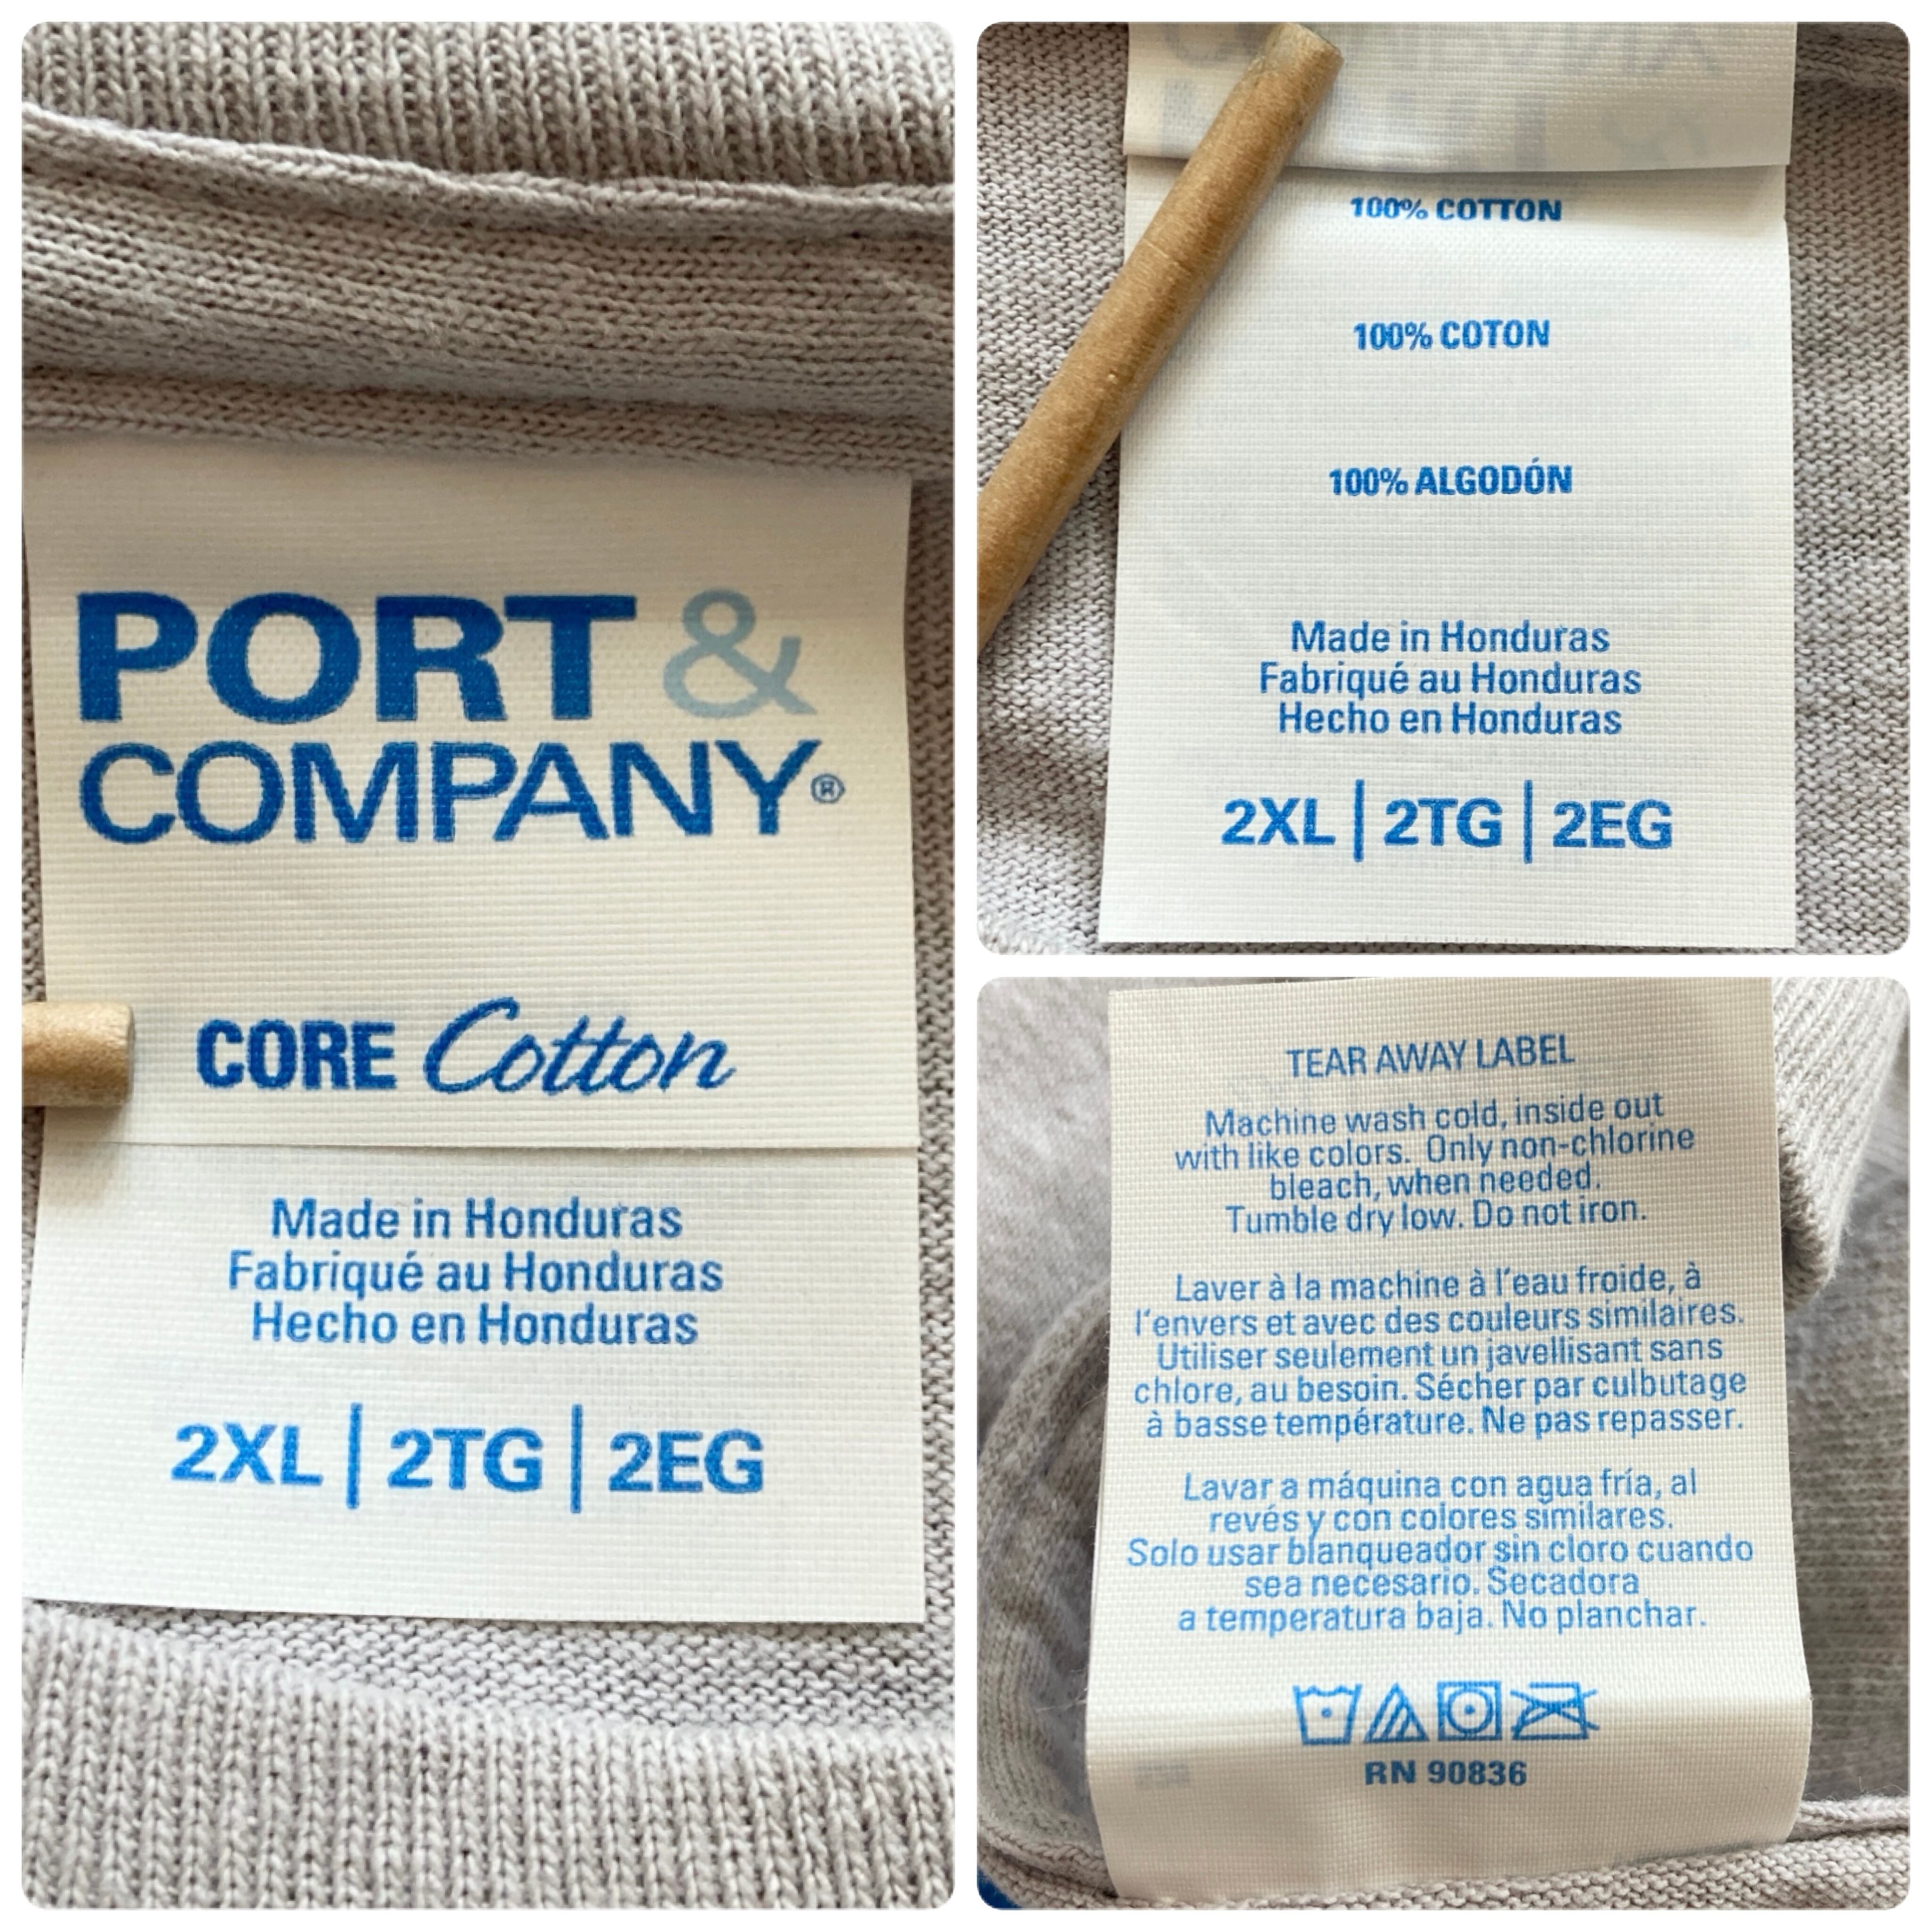 PORT &
COMPANY®
CORE Cotton
Made in Honduras
Fabriqué au Honduras
Hecho en Honduras
2XL | 2TG | 2EG
100% COTTON
100% COTON
100% ALGODÓN
Made in Honduras
Fabriqué au Honduras
Hecho en Honduras
2XL | 2TG | 2EG
TEAR AWAY LABEL
Machine wash cold, inside out
with like colors. Only non-chlorine
bleach, when needed.
Tumble dry low. Do not iron.
Laver à la machine à l'eau froide, à
l'envers et avec des couleurs similaires.
Utiliser seulement un javellisant sans
chlore, au besoin. Sécher par culbutage
à basse température. Ne pas repasser.
Lavar a máquina con agua fría, al
revés y con colores similares.
Solo usar blanqueador sin cloro cuando
sea necesario. Secadora
a temperatura baja. No planchar.
RN 90836